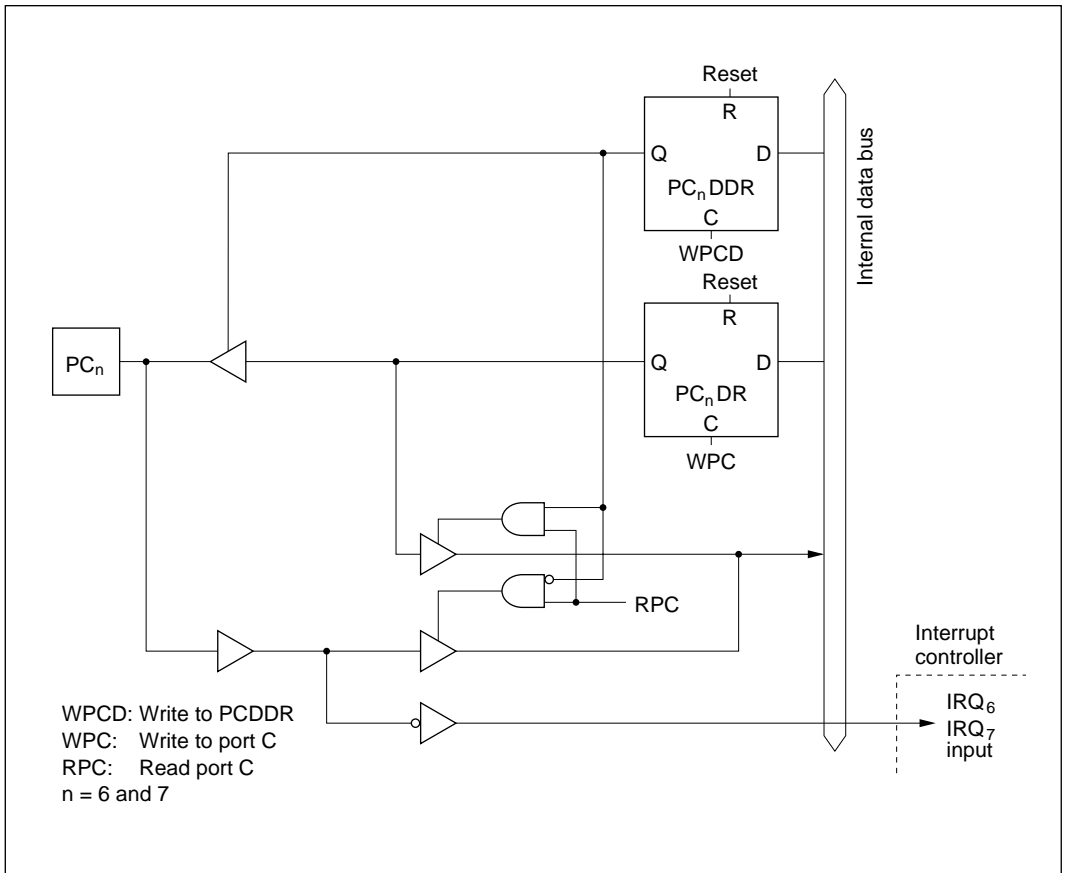 Reset
R
Q D
PCn DDR
C
WPCD
Internal data bus
Reset
R
PCn
Q D
PCn DR
C
WPC
RPC
Interrupt
controller
IRQ6
IRQ7
input
WPCD: Write to PCDDR
WPC: Write to port C
RPC: Read port C
n = 6 and 7